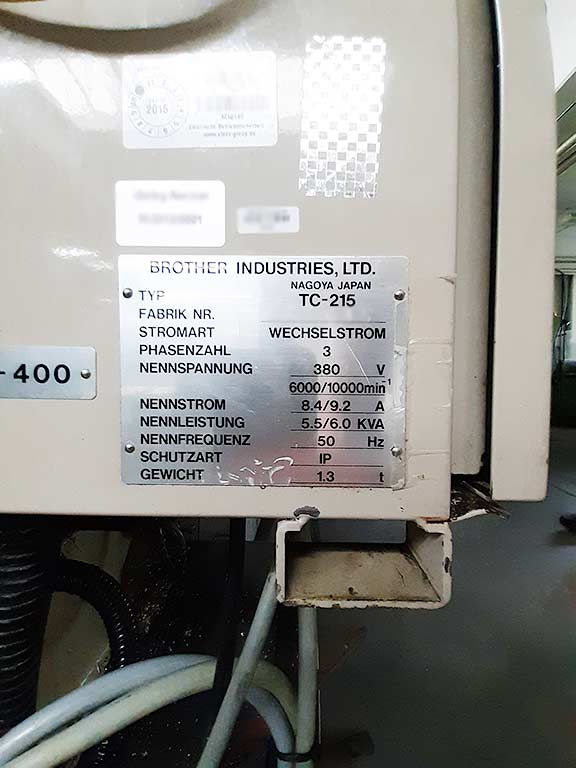 2015
BROTHER INDUSTRIES, LTD.
NAGOYA JAPAN
TYP TC-215
FABRIK NR.
STROMART WECHSELSTROM
PHASENZAHL 3
NENNSPANNUNG 380 V
6000/10000min⁻¹
NENNSTROM 8.4/9.2 A
NENNLEISTUNG 5.5/6.0 KVA
NENNFREQUENZ 50 Hz
SCHUTZART IP
GEWICHT 1.3 t
-400